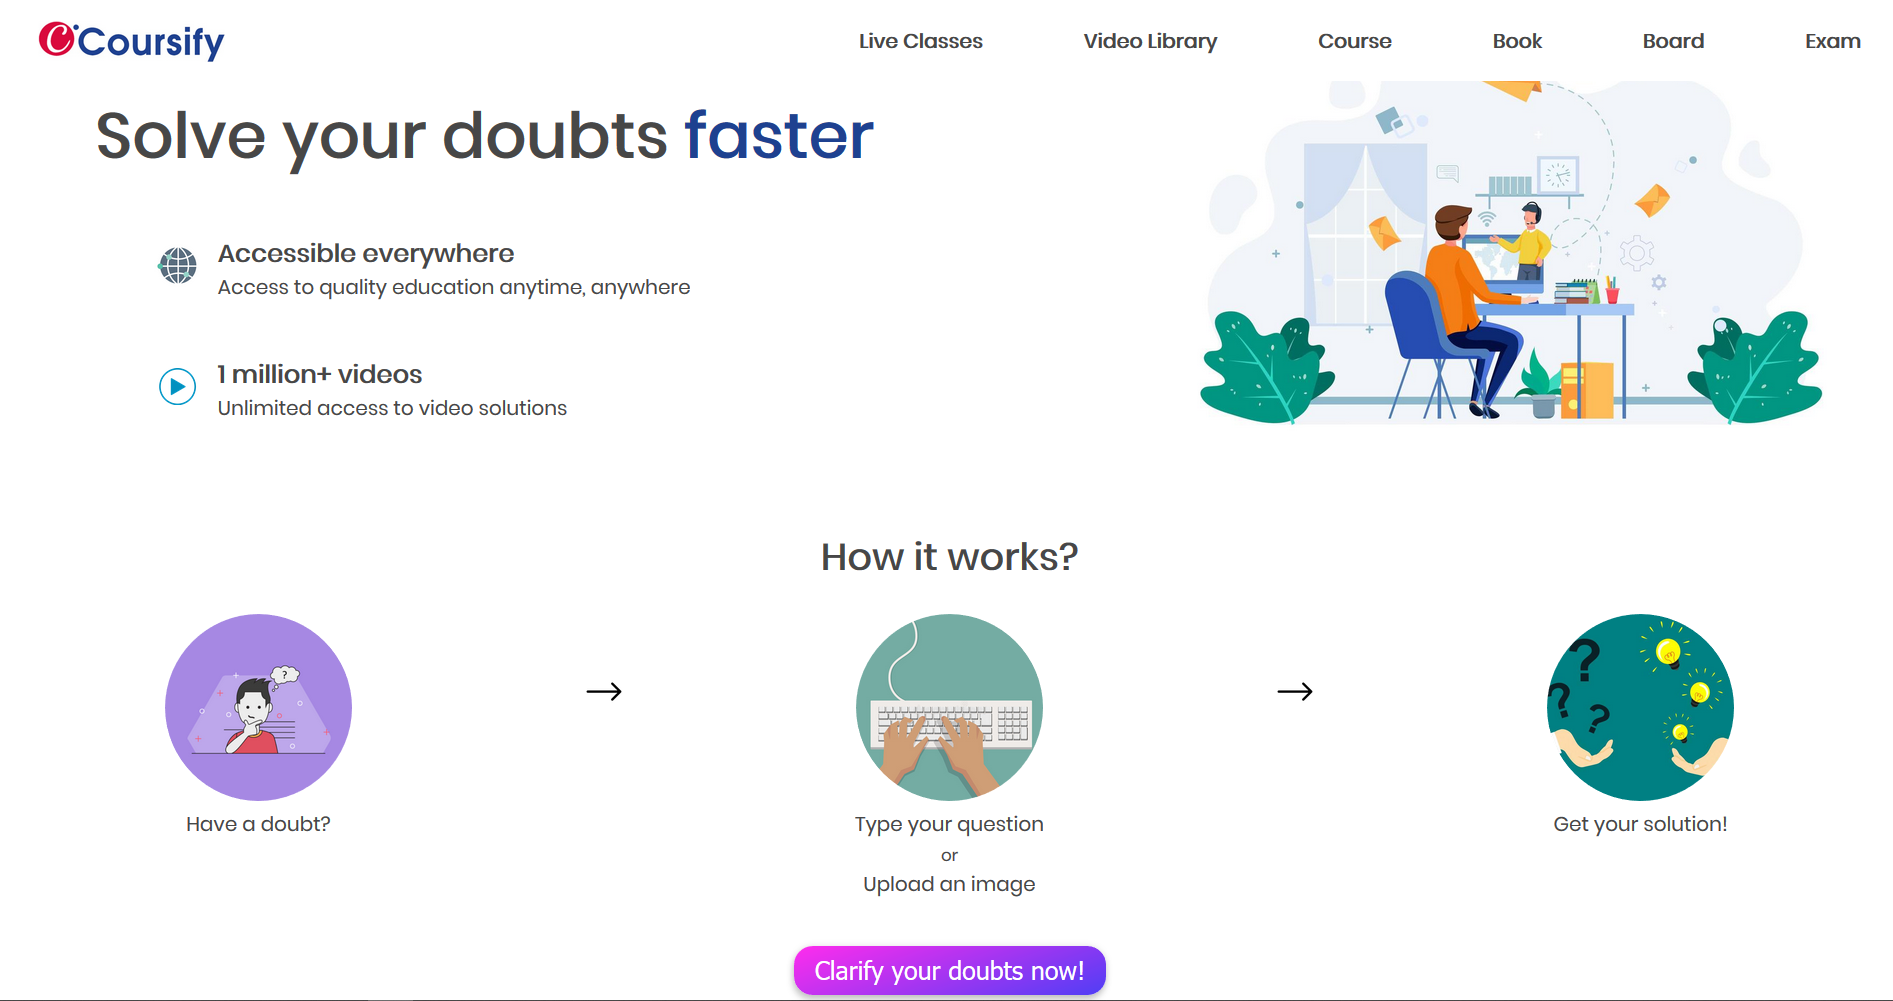 Coursify
Live Classes Video Library Course Book Board Exam
Solve your doubts faster
Accessible everywhere
Access to quality education anytime, anywhere
1 million+ videos
Unlimited access to video solutions
How it works?
Have a doubt?
Type your question
or
Upload an image
Get your solution!
Clarify your doubts now!